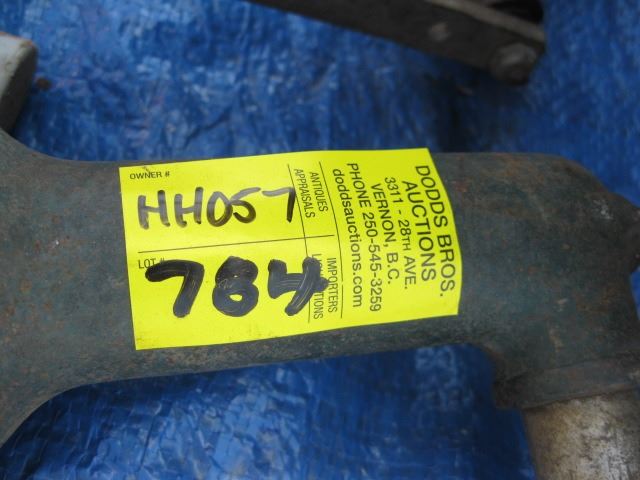 OWNER #
HH057
LOT #
784
ANTIQUES
APPRAISALS
IMPORTERS
DODDS BROS.
AUCTIONS
3311 - 28TH AVE.
VERNON, B.C.
PHONE 250-545-3259
doddsauctions.com